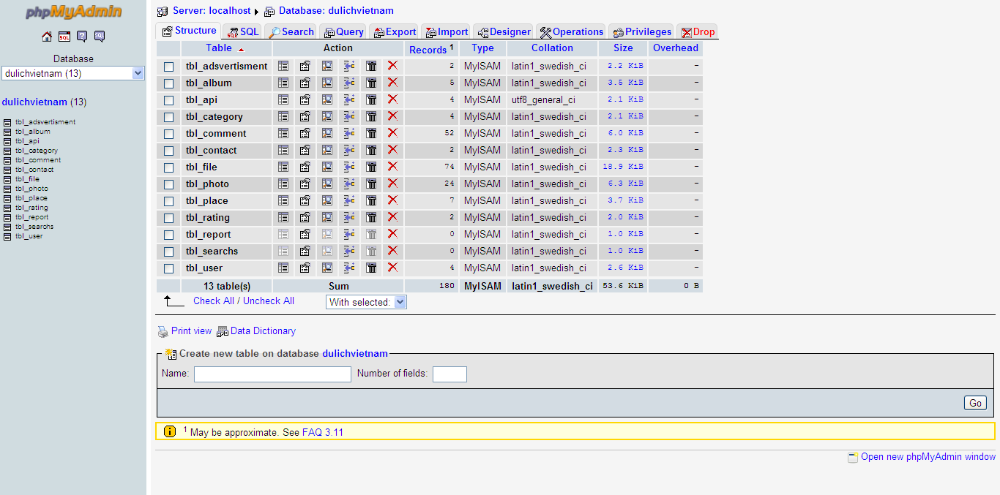 phpMyAdmin
SQL
SQL
Database
dulichvietnam (13)
dulichvietnam (13)
tbl_adsvertisment
tbl_album
tbl_api
tbl_category
tbl_comment
tbl_contact
tbl_file
tbl_photo
tbl_place
tbl_rating
tbl_report
tbl_searchs
tbl_user
Server: localhost Database: dulichvietnam
Structure SQL Search Query Export Import Designer Operations Privileges Drop
Table Action Records 1 Type Collation Size Overhead
tbl_adsvertisment 2 MyISAM latin1_swedish_ci 2.2 KiB -
tbl_album 5 MyISAM latin1_swedish_ci 3.5 KiB -
tbl_api 4 MyISAM utf8_general_ci 2.1 KiB -
tbl_category 4 MyISAM latin1_swedish_ci 2.1 KiB -
tbl_comment 52 MyISAM latin1_swedish_ci 6.0 KiB -
tbl_contact 2 MyISAM latin1_swedish_ci 2.3 KiB -
tbl_file 74 MyISAM latin1_swedish_ci 18.9 KiB -
tbl_photo 24 MyISAM latin1_swedish_ci 6.3 KiB -
tbl_place 7 MyISAM latin1_swedish_ci 3.7 KiB -
tbl_rating 2 MyISAM latin1_swedish_ci 2.0 KiB -
tbl_report 0 MyISAM latin1_swedish_ci 1.0 KiB -
tbl_searchs 0 MyISAM latin1_swedish_ci 1.0 KiB -
tbl_user 4 MyISAM latin1_swedish_ci 2.6 KiB -
13 table(s) Sum 180 MyISAM latin1_swedish_ci 53.6 KiB 0 B
Check All / Uncheck All With selected:
Print view Data Dictionary
Create new table on database dulichvietnam
Name: Number of fields:
Go
1 May be approximate. See FAQ 3.11
Open new phpMyAdmin window